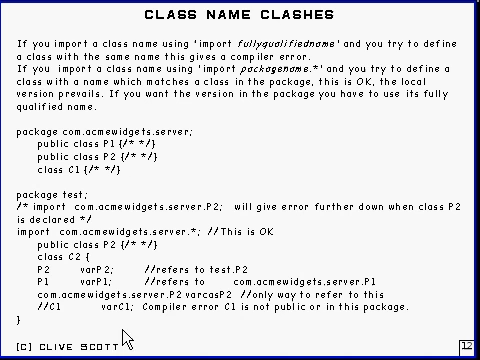 CLASS NAME CLASHES
If you import a class name using 'import fullyqualifiedname' and you try to define
a class with the same name this gives a compiler error.
If you import a class name using 'import packagename.*' and you try to define a
class with a name which matches a class in the package, this is OK, the local
version prevails. If you want the version in the package you have to use its fully
qualified name.
package com.acmewidgets.server;
public class P1 {/* */}
public class P2 {/* */}
class C1 {/* */}
package test;
/* import com.acmewidgets.server.P2; will give error further down when class P2
is declared */
import com.acmewidgets.server.*; //This is OK
public class P2 {/* */}
class C2 {
P2 varP2; //refers to test.P2
P1 varP1; //refers to com.acmewidgets.server.P1
com.acmewidgets.server.P2 varcasP2 //only way to refer to this
//C1 varC1; Compiler error C1 is not public or in this package.
}
(C) CLIVE SCOTT
12